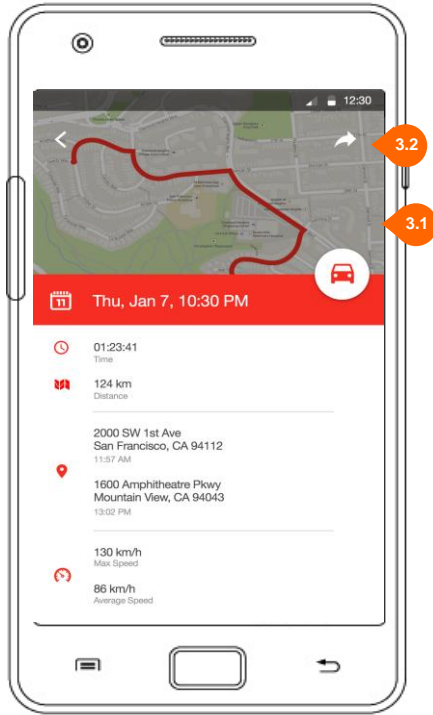 12:30
3.2
3.1
11
Thu, Jan 7, 10:30 PM
01:23:41
Time
124 km
Distance
2000 SW 1st Ave
San Francisco, CA 94112
11:57 AM
1600 Amphitheatre Pkwy
Mountain View, CA 94043
13:02 PM
130 km/h
Max Speed
86 km/h
Average Speed